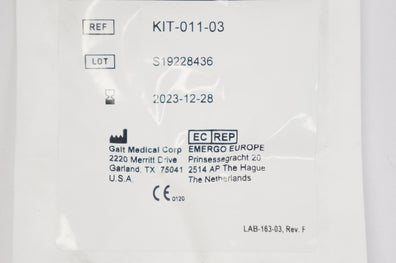 REF KIT-011-03
LOT S19228436
2023-12-28
EC REP
Galt Medical Corp EMERGO EUROPE
2220 Merritt Drive Prinsessegracht 20
Garland, TX 75041 2514 AP The Hague
U.S.A. The Netherlands
CE 0120
LAB-163-03, Rev. F